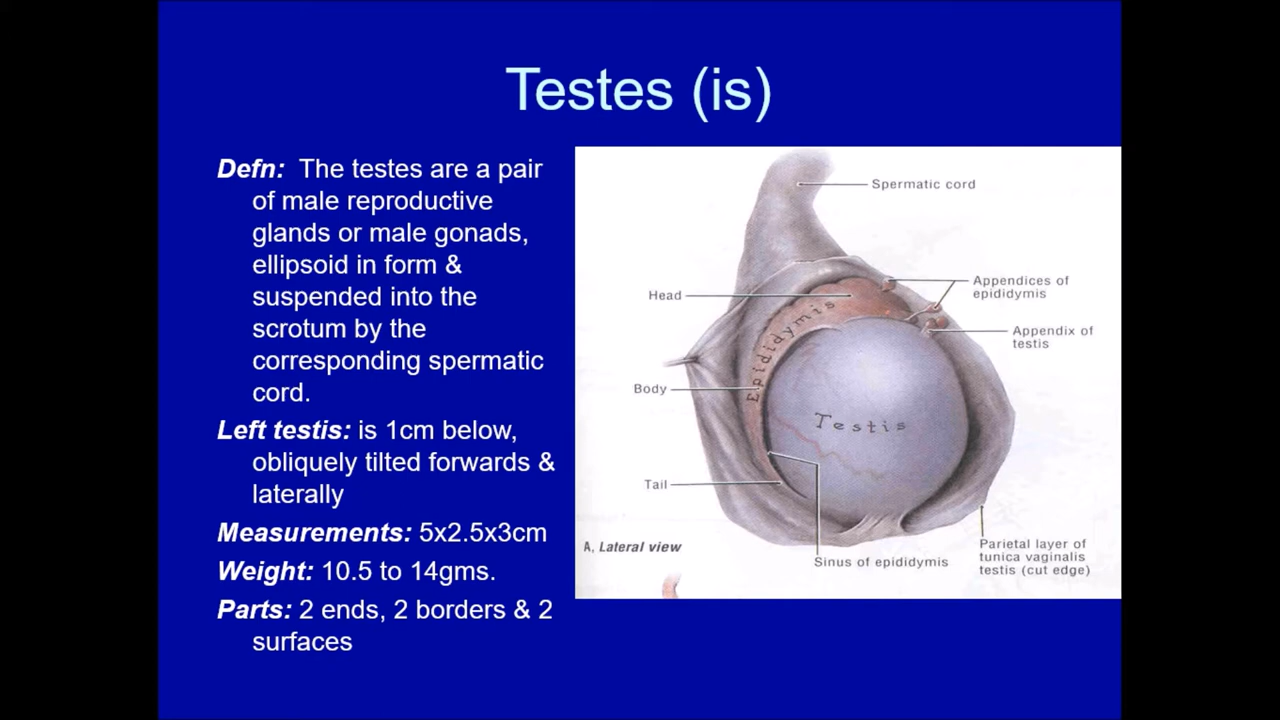 Testes (is)
Defn: The testes are a pair
of male reproductive
glands or male gonads,
ellipsoid in form &
suspended into the
scrotum by the
corresponding spermatic
cord.
Left testis: is 1cm below,
obliquely tilted forwards &
laterally
Measurements: 5x2.5x3cm
Weight: 10.5 to 14gms.
Parts: 2 ends, 2 borders & 2
surfaces
Spermatic cord
Head
Appendices of
epididymis
Appendix of
testis
Epididymis
Body
Testis
Tail
A, Lateral view
Sinus of epididymis
Parietal layer of
tunica vaginalis
testis (cut edge)